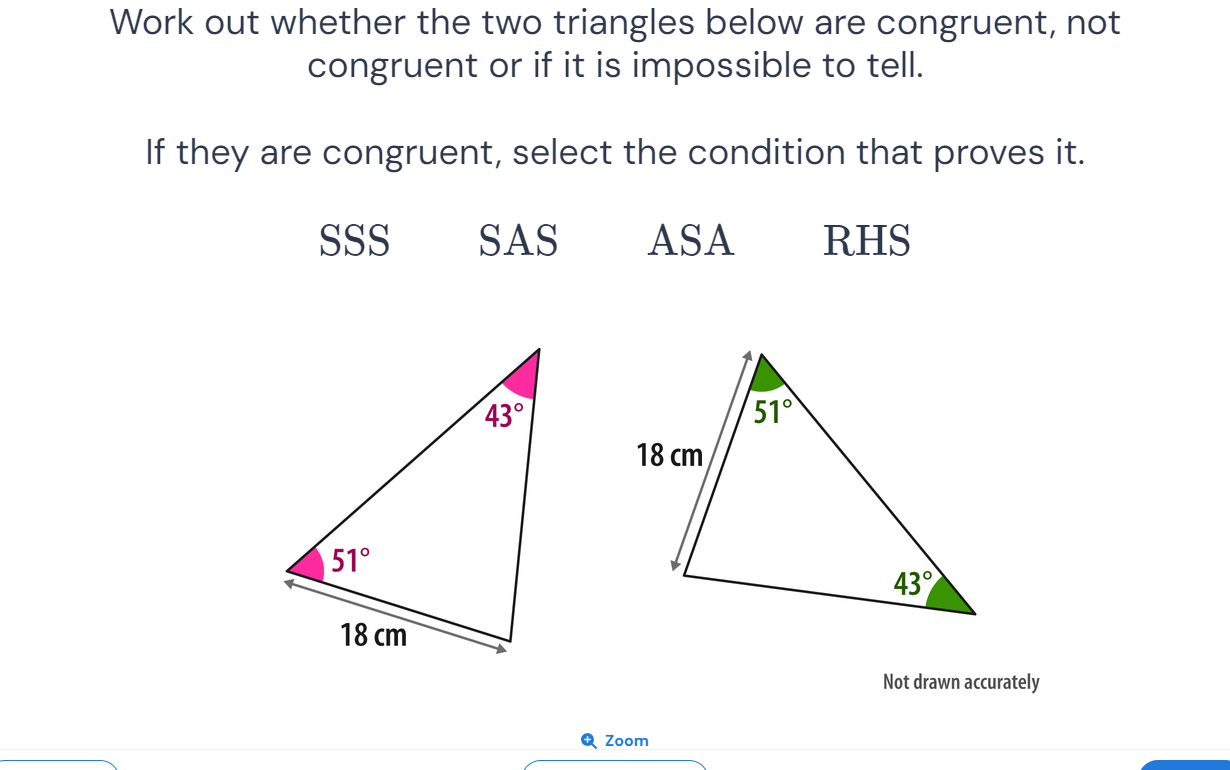 Work out whether the two triangles below are congruent, not
congruent or if it is impossible to tell.
If they are congruent, select the condition that proves it.
SSS SAS ASA RHS
43°
51°
18 cm
51°
18 cm
43°
Not drawn accurately
Zoom